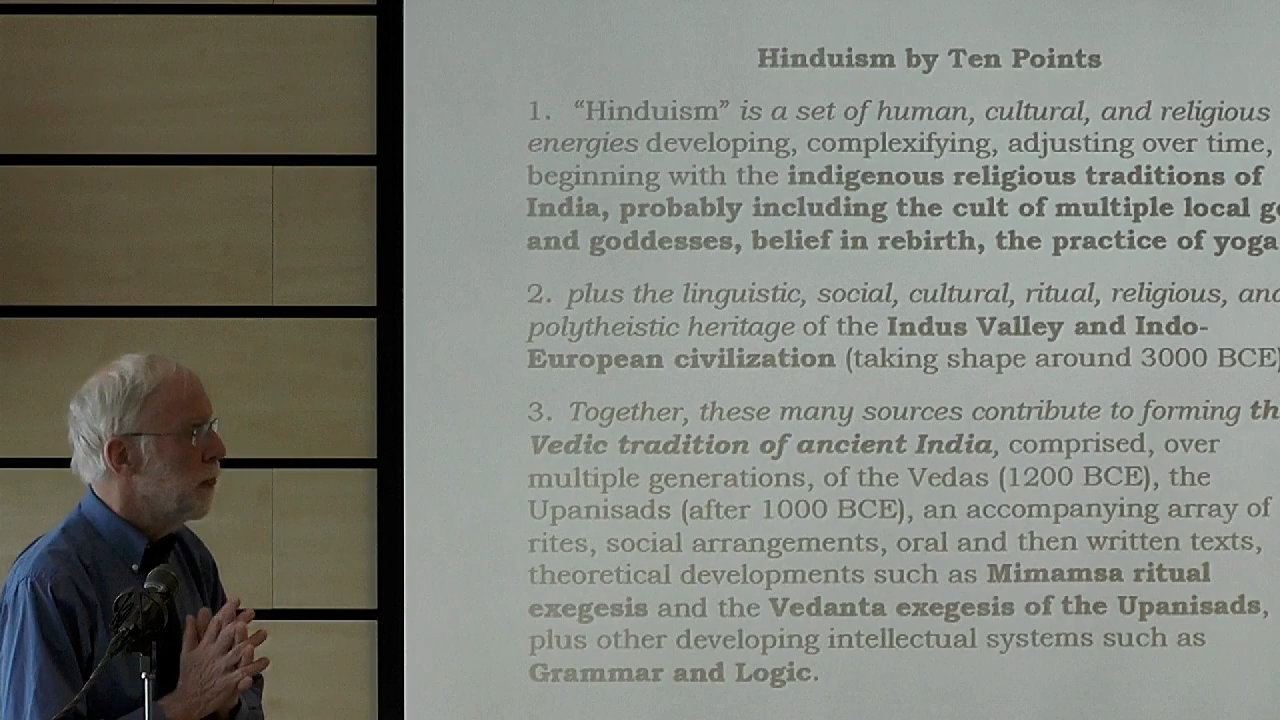 Hinduism by Ten Points
1. “Hinduism” is a set of human, cultural, and religious
energies developing, complexifying, adjusting over time,
beginning with the indigenous religious traditions of
India, probably including the cult of multiple local
and goddesses, belief in rebirth, the practice of yoga
2. plus the linguistic, social, cultural, ritual, religious, and
polytheistic heritage of the Indus Valley and Indo-
European civilization (taking shape around 3000 BCE)
3. Together, these many sources contribute to forming
Vedic tradition of ancient India, comprised, over
multiple generations, of the Vedas (1200 BCE), the
Upanisads (after 1000 BCE), an accompanying array of
rites, social arrangements, oral and then written texts,
theoretical developments such as Mimamsa ritual
exegesis and the Vedanta exegesis of the Upanisads,
plus other developing intellectual systems such as
Grammar and Logic.